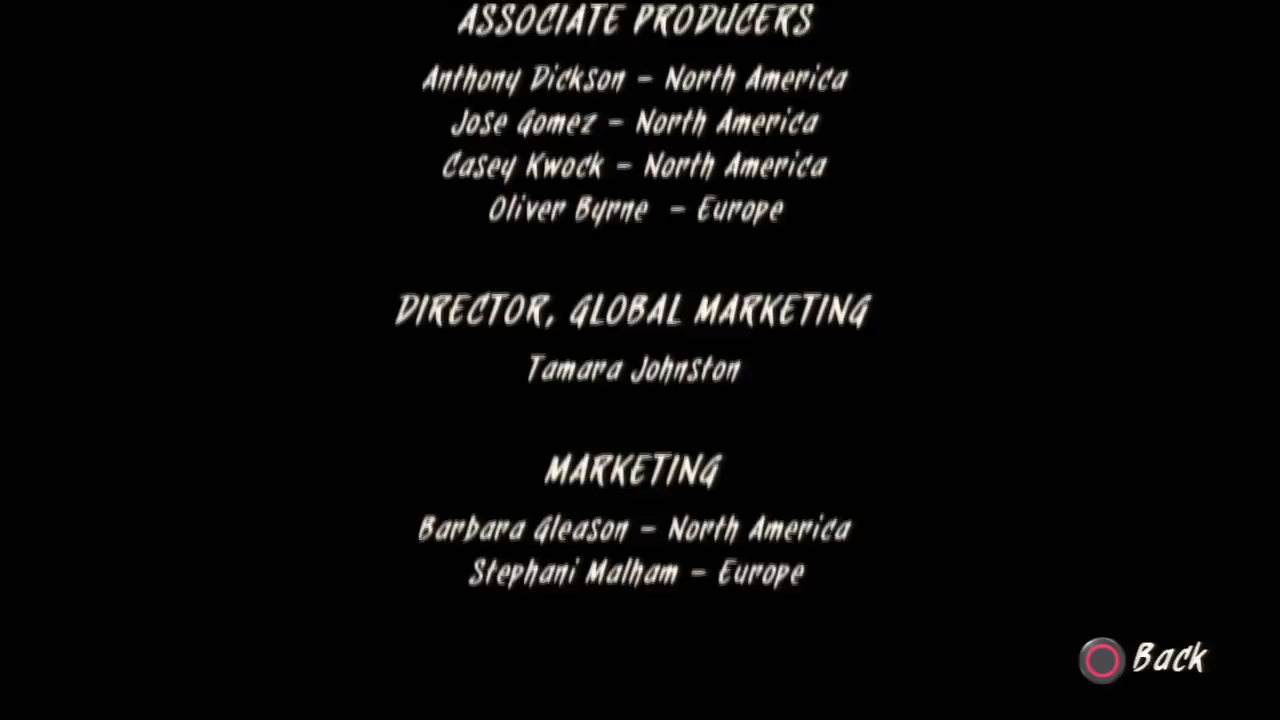 ASSOCIATE PRODUCERS
Anthony Dickson - North America
Jose Gomez - North America
Casey Kwock - North America
Oliver Byrne - Europe
DIRECTOR, GLOBAL MARKETING
Tamara Johnston
MARKETING
Barbara Gleason - North America
Stephani Malham - Europe
Back